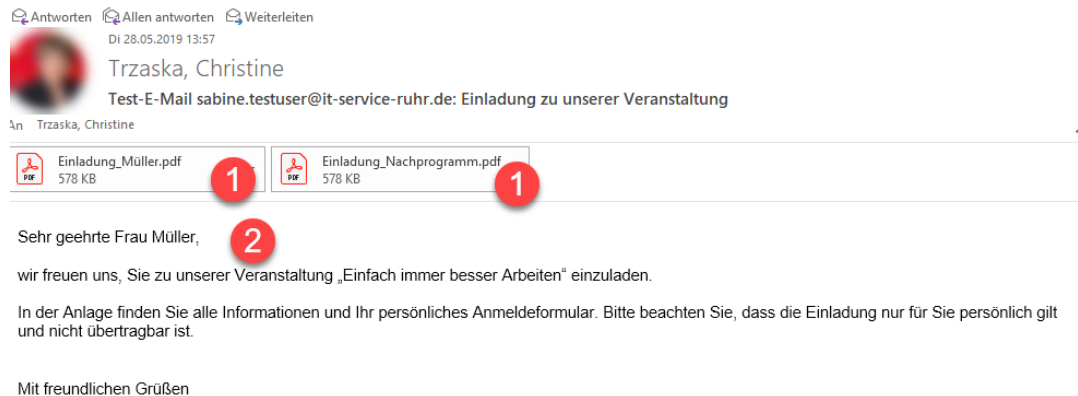 Antworten Allen antworten Weiterleiten
Di 28.05.2019 13:57
Trzaska, Christine
Test-E-Mail sabine.testuser@it-service-ruhr.de: Einladung zu unserer Veranstaltung
An Trzaska, Christine
Einladung_Müller.pdf
578 KB
1
Einladung_Nachprogramm.pdf
578 KB
1
PDF
PDF
Sehr geehrte Frau Müller,
2
wir freuen uns, Sie zu unserer Veranstaltung „Einfach immer besser Arbeiten“ einzuladen.
In der Anlage finden Sie alle Informationen und Ihr persönliches Anmeldeformular. Bitte beachten Sie, dass die Einladung nur für Sie persönlich gilt
und nicht übertragbar ist.
Mit freundlichen Grüßen